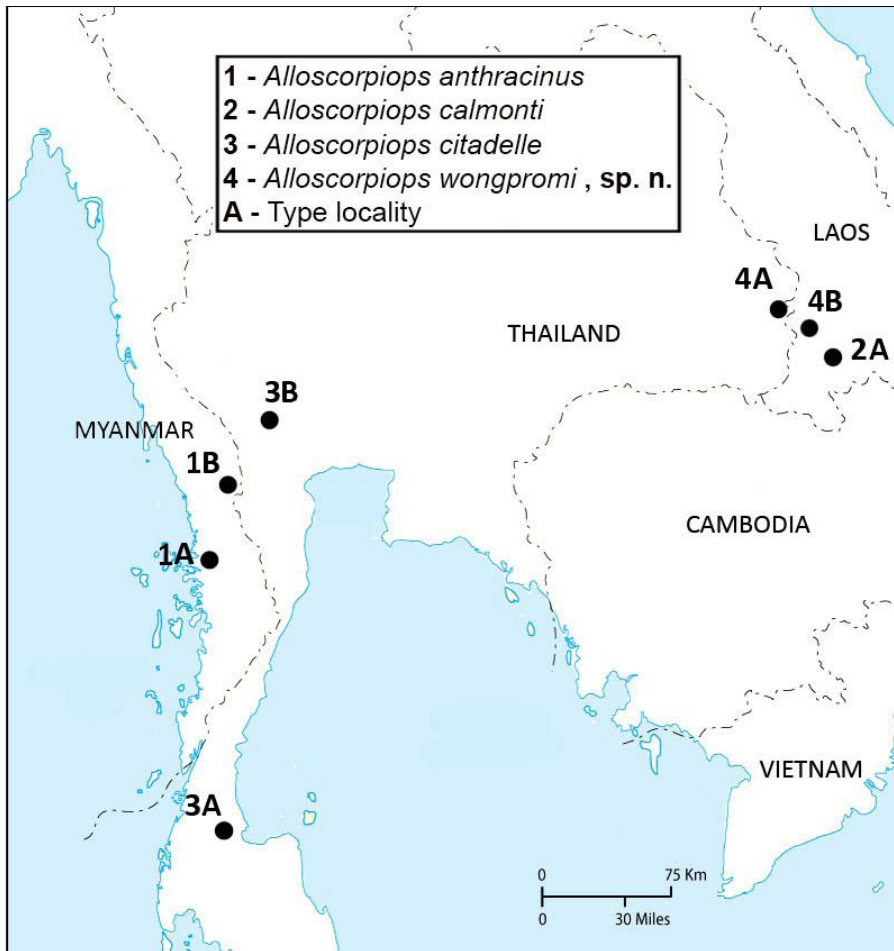 1 - Alloscorpiops anthracinus
2 - Alloscorpiops calmonti
3 - Alloscorpiops citadelle
4 - Alloscorpiops wongpromi , sp. n.
A - Type locality
LAOS
4A
4B
THAILAND
2A
3B
MYANMAR
1B
CAMBODIA
1A
VIETNAM
3A
0 75 Km
0 30 Miles